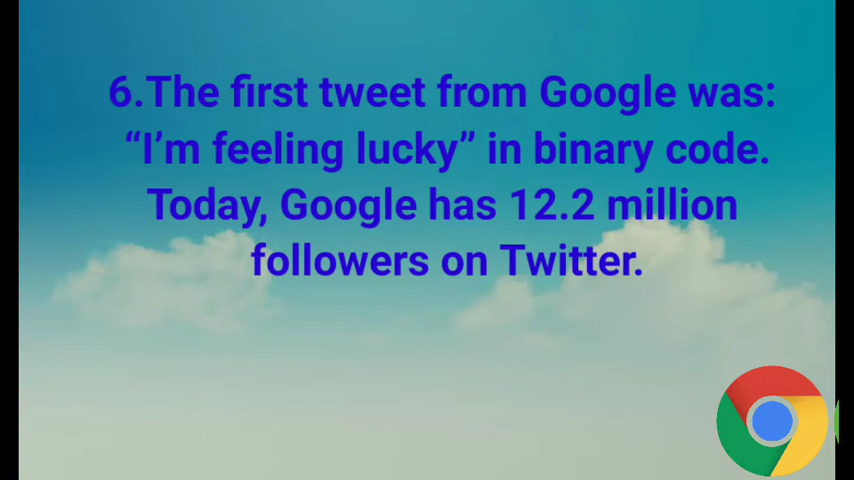 6.The first tweet from Google was:
“I’m feeling lucky” in binary code.
Today, Google has 12.2 million
followers on Twitter.